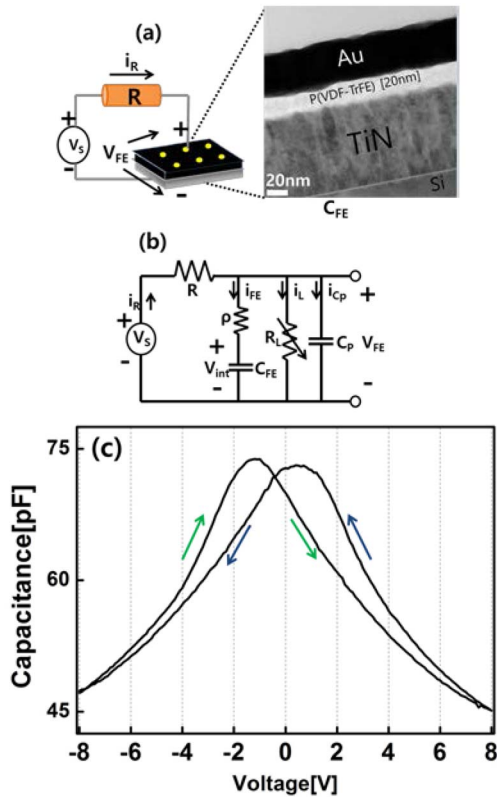 (a)
i_R
R
+
V_S
-
V_FE
+
-
Au
P(VDF-TrFE) [20nm]
TiN
20nm
Si
C_FE
(b)
R
i_R
+
V_S
-
i_FE
i_L
i_Cp
+
ρ
+
V_int
-
C_FE
R_L
C_P
V_FE
-
(c)
75
60
45
Capacitance[pF]
-8 -6 -4 -2 0 2 4 6 8
Voltage[V]